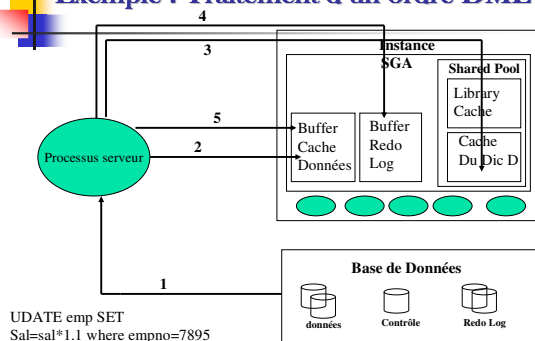 Exemple : Traitement d'un ordre DML
4
3
Instance
SGA
Shared Pool
Library
Cache
Cache
Du Dic D
5
2
Buffer
Cache
Données
Buffer
Redo
Log
Processus serveur
1
Base de Données
données
Contrôle
Redo Log
UDATE emp SET
Sal=sal*1.1 where empno=7895